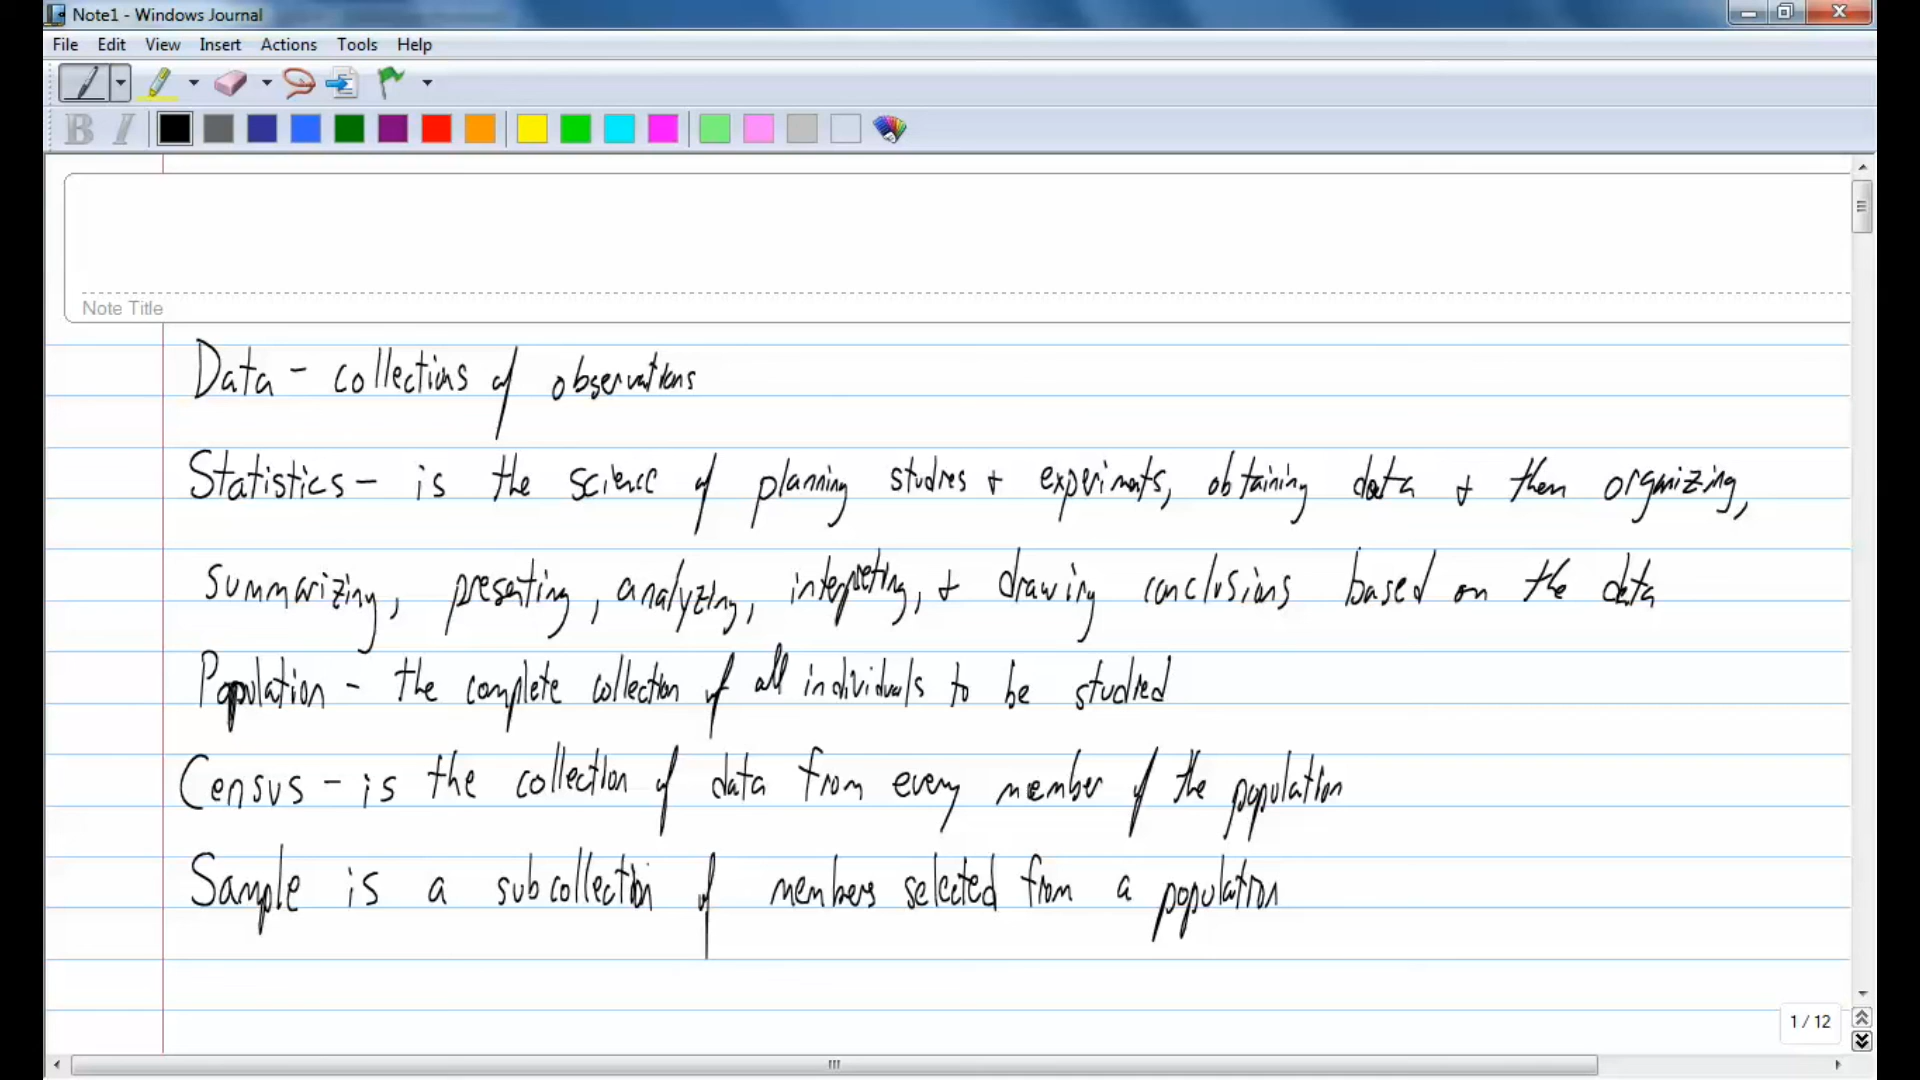 Note1 - Windows Journal
File Edit View Insert Actions Tools Help
B I
Note Title
Data - collections of observations
Statistics - is the science of planning studies + experiments, obtaining data + then organizing,
summarizing, presenting, analyzing, interpreting, + drawing conclusions based on the data
Population - the complete collection of all individuals to be studied
Census - is the collection of data from every member of the population
Sample is a subcollection of members selected from a population
1 / 12